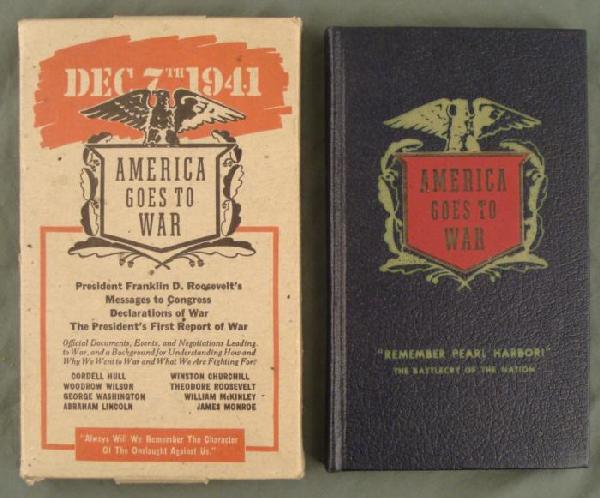 DEC 7TH 1941
AMERICA
GOES TO
WAR
President Franklin D. Roosevelt's
Messages to Congress
Declarations of War
The President's First Report of War
Official Documents, Events, and Negotiations Leading
to War, and a Background for Understanding How and
Why We Went to War and What We Are Fighting For:
CORDELL HULL
WOODROW WILSON
GEORGE WASHINGTON
ABRAHAM LINCOLN
WINSTON CHURCHILL
THEODORE ROOSEVELT
WILLIAM McKINLEY
JAMES MONROE
"Always Will We Remember The Character
Of The Onslaught Against Us."
AMERICA
GOES TO
WAR
"REMEMBER PEARL HARBOR!"
THE BATTLECRY OF THE NATION